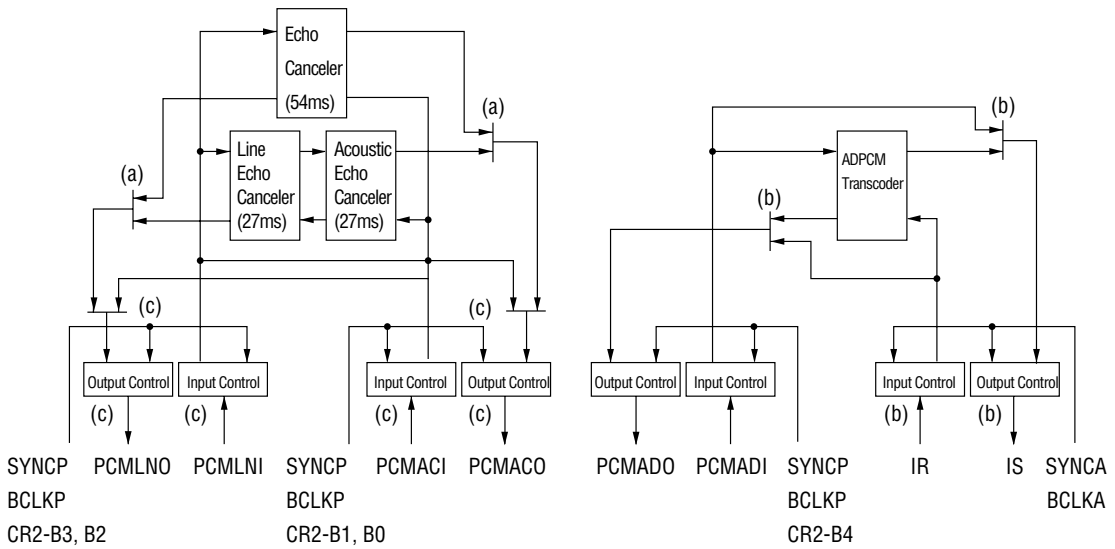 Echo
Canceler
(54ms)
(a)
(b)
Line
Echo
Canceler
(27ms)
Acoustic
Echo
Canceler
(27ms)
ADPCM
Transcoder
(a)
(b)
(c)
(c)
Output Control
Input Control
Input Control
Output Control
Output Control
Input Control
Input Control
Output Control
(c)
(c)
(c)
(c)
(b)
(b)
SYNCP
BCLKP
CR2-B3, B2
PCMLNO
PCMLNI
SYNCP
BCLKP
CR2-B1, B0
PCMACI
PCMACO
PCMADO
PCMADI
SYNCP
BCLKP
CR2-B4
IR
IS
SYNCA
BCLKA